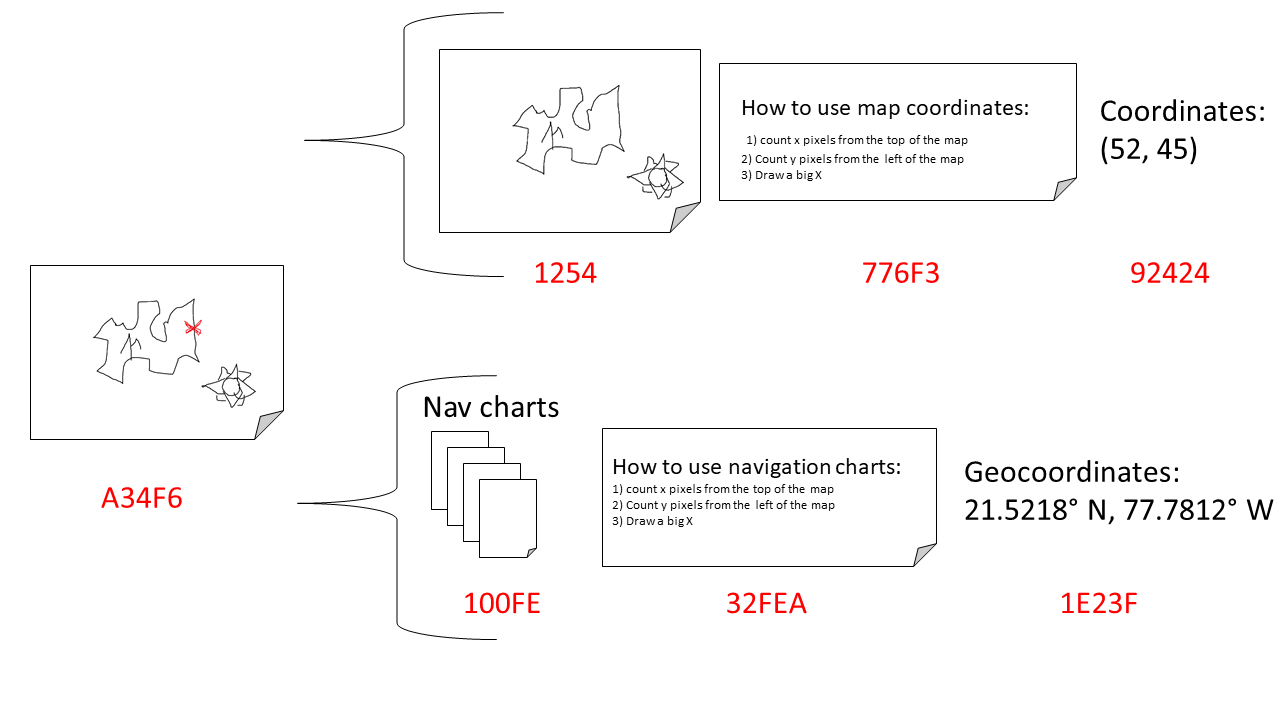 How to use map coordinates:
1) count x pixels from the top of the map
2) Count y pixels from the left of the map
3) Draw a big X
Coordinates:
(52, 45)
1254
776F3
92424
A34F6
Nav charts
How to use navigation charts:
1) count x pixels from the top of the map
2) Count y pixels from the left of the map
3) Draw a big X
Geocoordinates:
21.5218° N, 77.7812° W
100FE
32FEA
1E23F